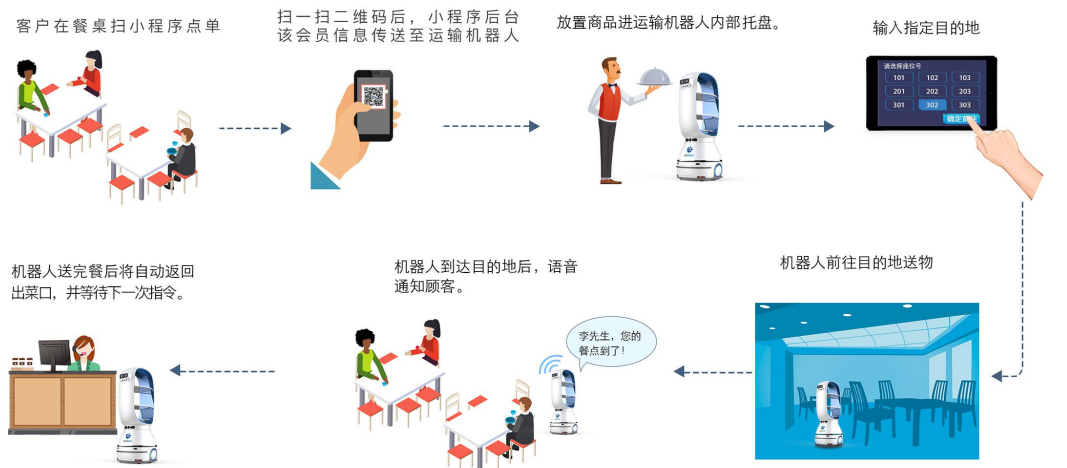 客户在餐桌扫小程序点单
扫一扫二维码后，小程序后台
该会员信息传送至运输机器人
放置商品进运输机器人内部托盘。
输入指定目的地
请选择座位号
101 102 103
201 202 203
301 302 303
机器人前往目的地送物
机器人到达目的地后，语音
通知顾客。
李先生，您的
餐点到了！
机器人送完餐后将自动返回
出菜口，并等待下一次指令。